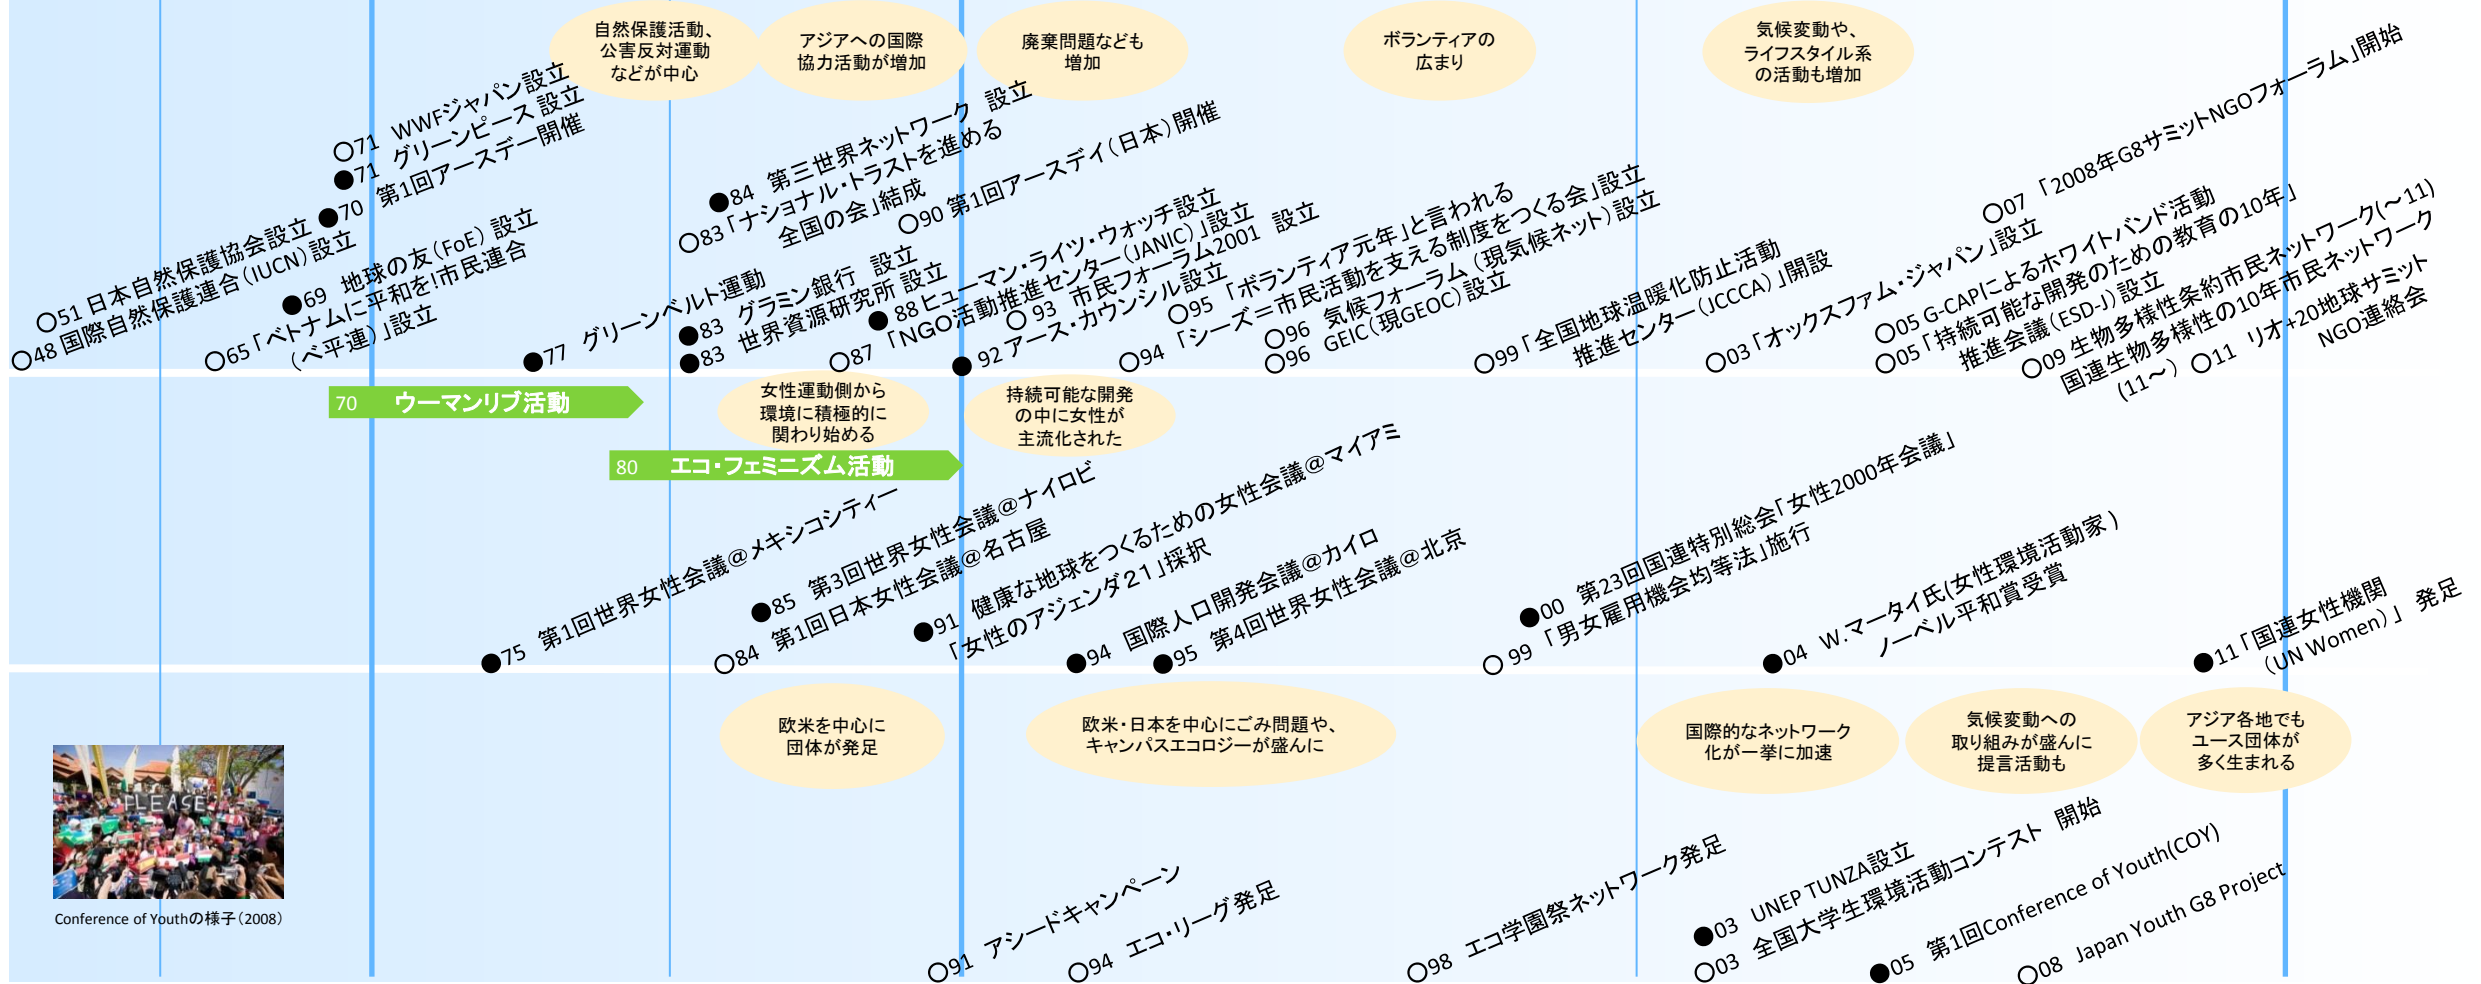 自然保護活動、
公害反対運動
などが中心
アジアへの国際
協力活動が増加
廃棄問題なども
増加
ボランティアの
広まり
気候変動や、
ライフスタイル系
の活動も増加
○71 WWFジャパン設立
●71 グリーンピース 設立
●70 第1回アースデー開催
○51 日本自然保護協会設立
○48 国際自然保護連合(IUCN)設立
●69 地球の友(FoE) 設立
○65「ベトナムに平和を!市民連合
(ベ平連)」設立
●77 グリーンベルト運動
●84 第三世界ネットワーク 設立
○83「ナショナル・トラストを進める
全国の会」結成
○90 第1回アースデイ(日本)開催
●83 グラミン銀行 設立
●83 世界資源研究所 設立
●88ヒューマン・ライツ・ウォッチ設立
○87 「NGO活動推進センター(JANIC)」設立
○93 市民フォーラム2001 設立
●92 アース・カウンシル設立
○95 「ボランティア元年」と言われる
○94 「シーズ=市民活動を支える制度をつくる会」設立
○96 気候フォーラム (現気候ネット)設立
○96 GEIC(現GEOC)設立
○99「全国地球温暖化防止活動
推進センター(JCCCA)」開設
○03「オックスファム・ジャパン」設立
○07 「2008年G8サミットNGOフォーラム」開始
○05 G-CAPによるホワイトバンド活動
○05「持続可能な開発のための教育の10年」
推進会議(ESD-J)設立
○09 生物多様性条約市民ネットワーク(~11)
国連生物多様性の10年市民ネットワーク
(11~)
○11 リオ+20地球サミット
NGO連絡会
70 ウーマンリブ活動
女性運動側から
環境に積極的に
関わり始める
持続可能な開発
の中に女性が
主流化された
80 エコ・フェミニズム活動
●75 第1回世界女性会議@メキシコシティー
●85 第3回世界女性会議@ナイロビ
○84 第1回日本女性会議@名古屋
●91 健康な地球をつくるための女性会議@マイアミ
「女性のアジェンダ21」採択
●94 国際人口開発会議@カイロ
●95 第4回世界女性会議@北京
●00 第23回国連特別総会「女性2000年会議」
○99 「男女雇用機会均等法」施行
●04 W.マータイ氏(女性環境活動家)
ノーベル平和賞受賞
●11「国連女性機関
(UN Women)」 発足
欧米を中心に
団体が発足
欧米・日本を中心にごみ問題や、
キャンパスエコロジーが盛んに
国際的なネットワーク
化が一挙に加速
気候変動への
取り組みが盛んに
提言活動も
アジア各地でも
ユース団体が
多く生まれる
PLEASE
Conference of Youthの様子(2008)
○91 アシードキャンペーン
○94 エコ・リーグ発足
○98 エコ学園祭ネットワーク発足
●03 UNEP TUNZA設立
○03 全国大学生環境活動コンテスト 開始
●05 第1回Conference of Youth(COY)
○08 Japan Youth G8 Project